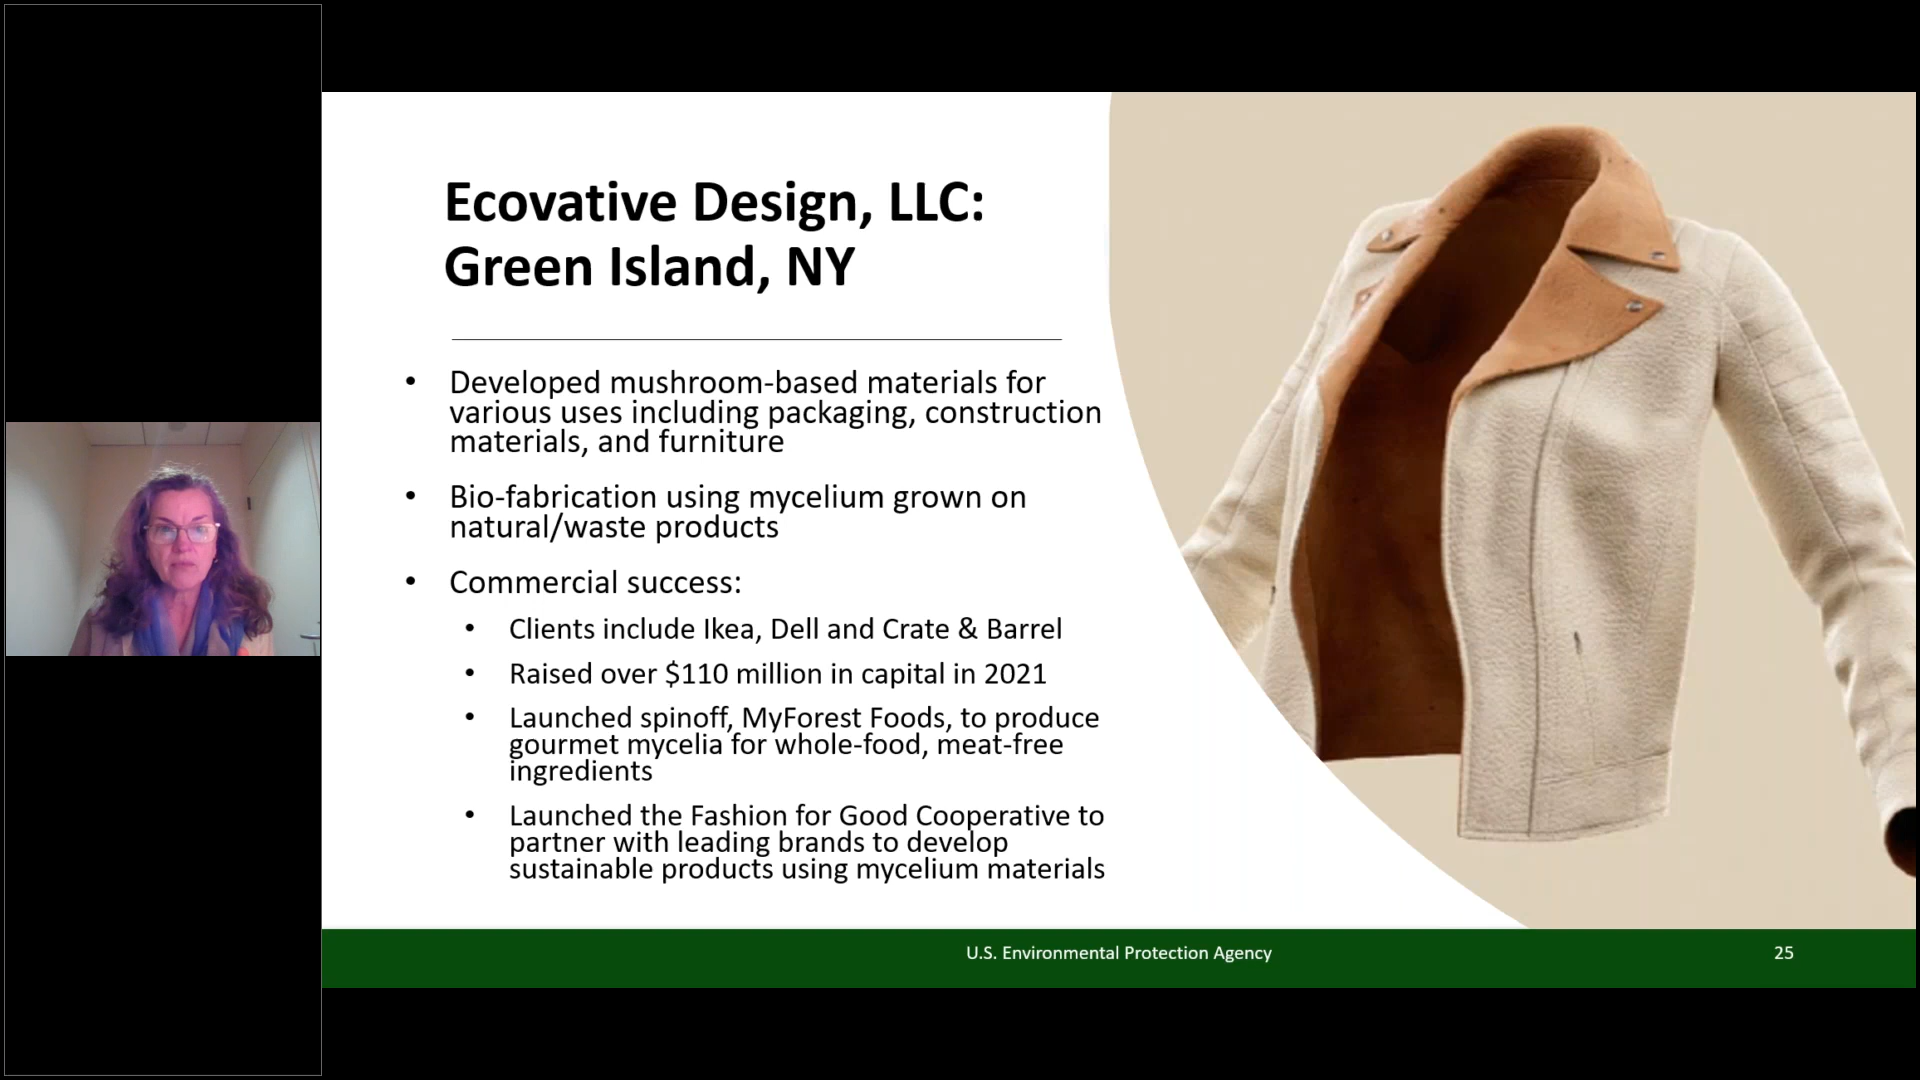 Ecovative Design, LLC:
Green Island, NY
• Developed mushroom-based materials for
various uses including packaging, construction
materials, and furniture
• Bio-fabrication using mycelium grown on
natural/waste products
• Commercial success:
• Clients include Ikea, Dell and Crate & Barrel
• Raised over $110 million in capital in 2021
• Launched spinoff, MyForest Foods, to produce
gourmet mycelia for whole-food, meat-free
ingredients
• Launched the Fashion for Good Cooperative to
partner with leading brands to develop
sustainable products using mycelium materials
U.S. Environmental Protection Agency
25